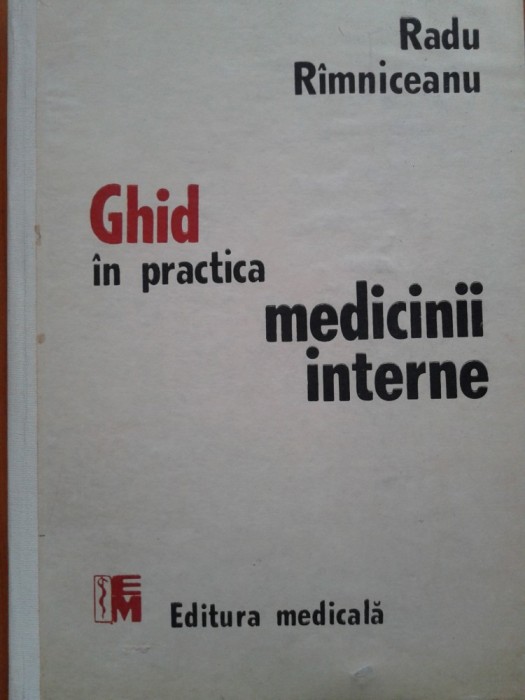 Radu
Rîmniceanu
Ghid
în practica
medicinii
interne
EM
Editura medicală